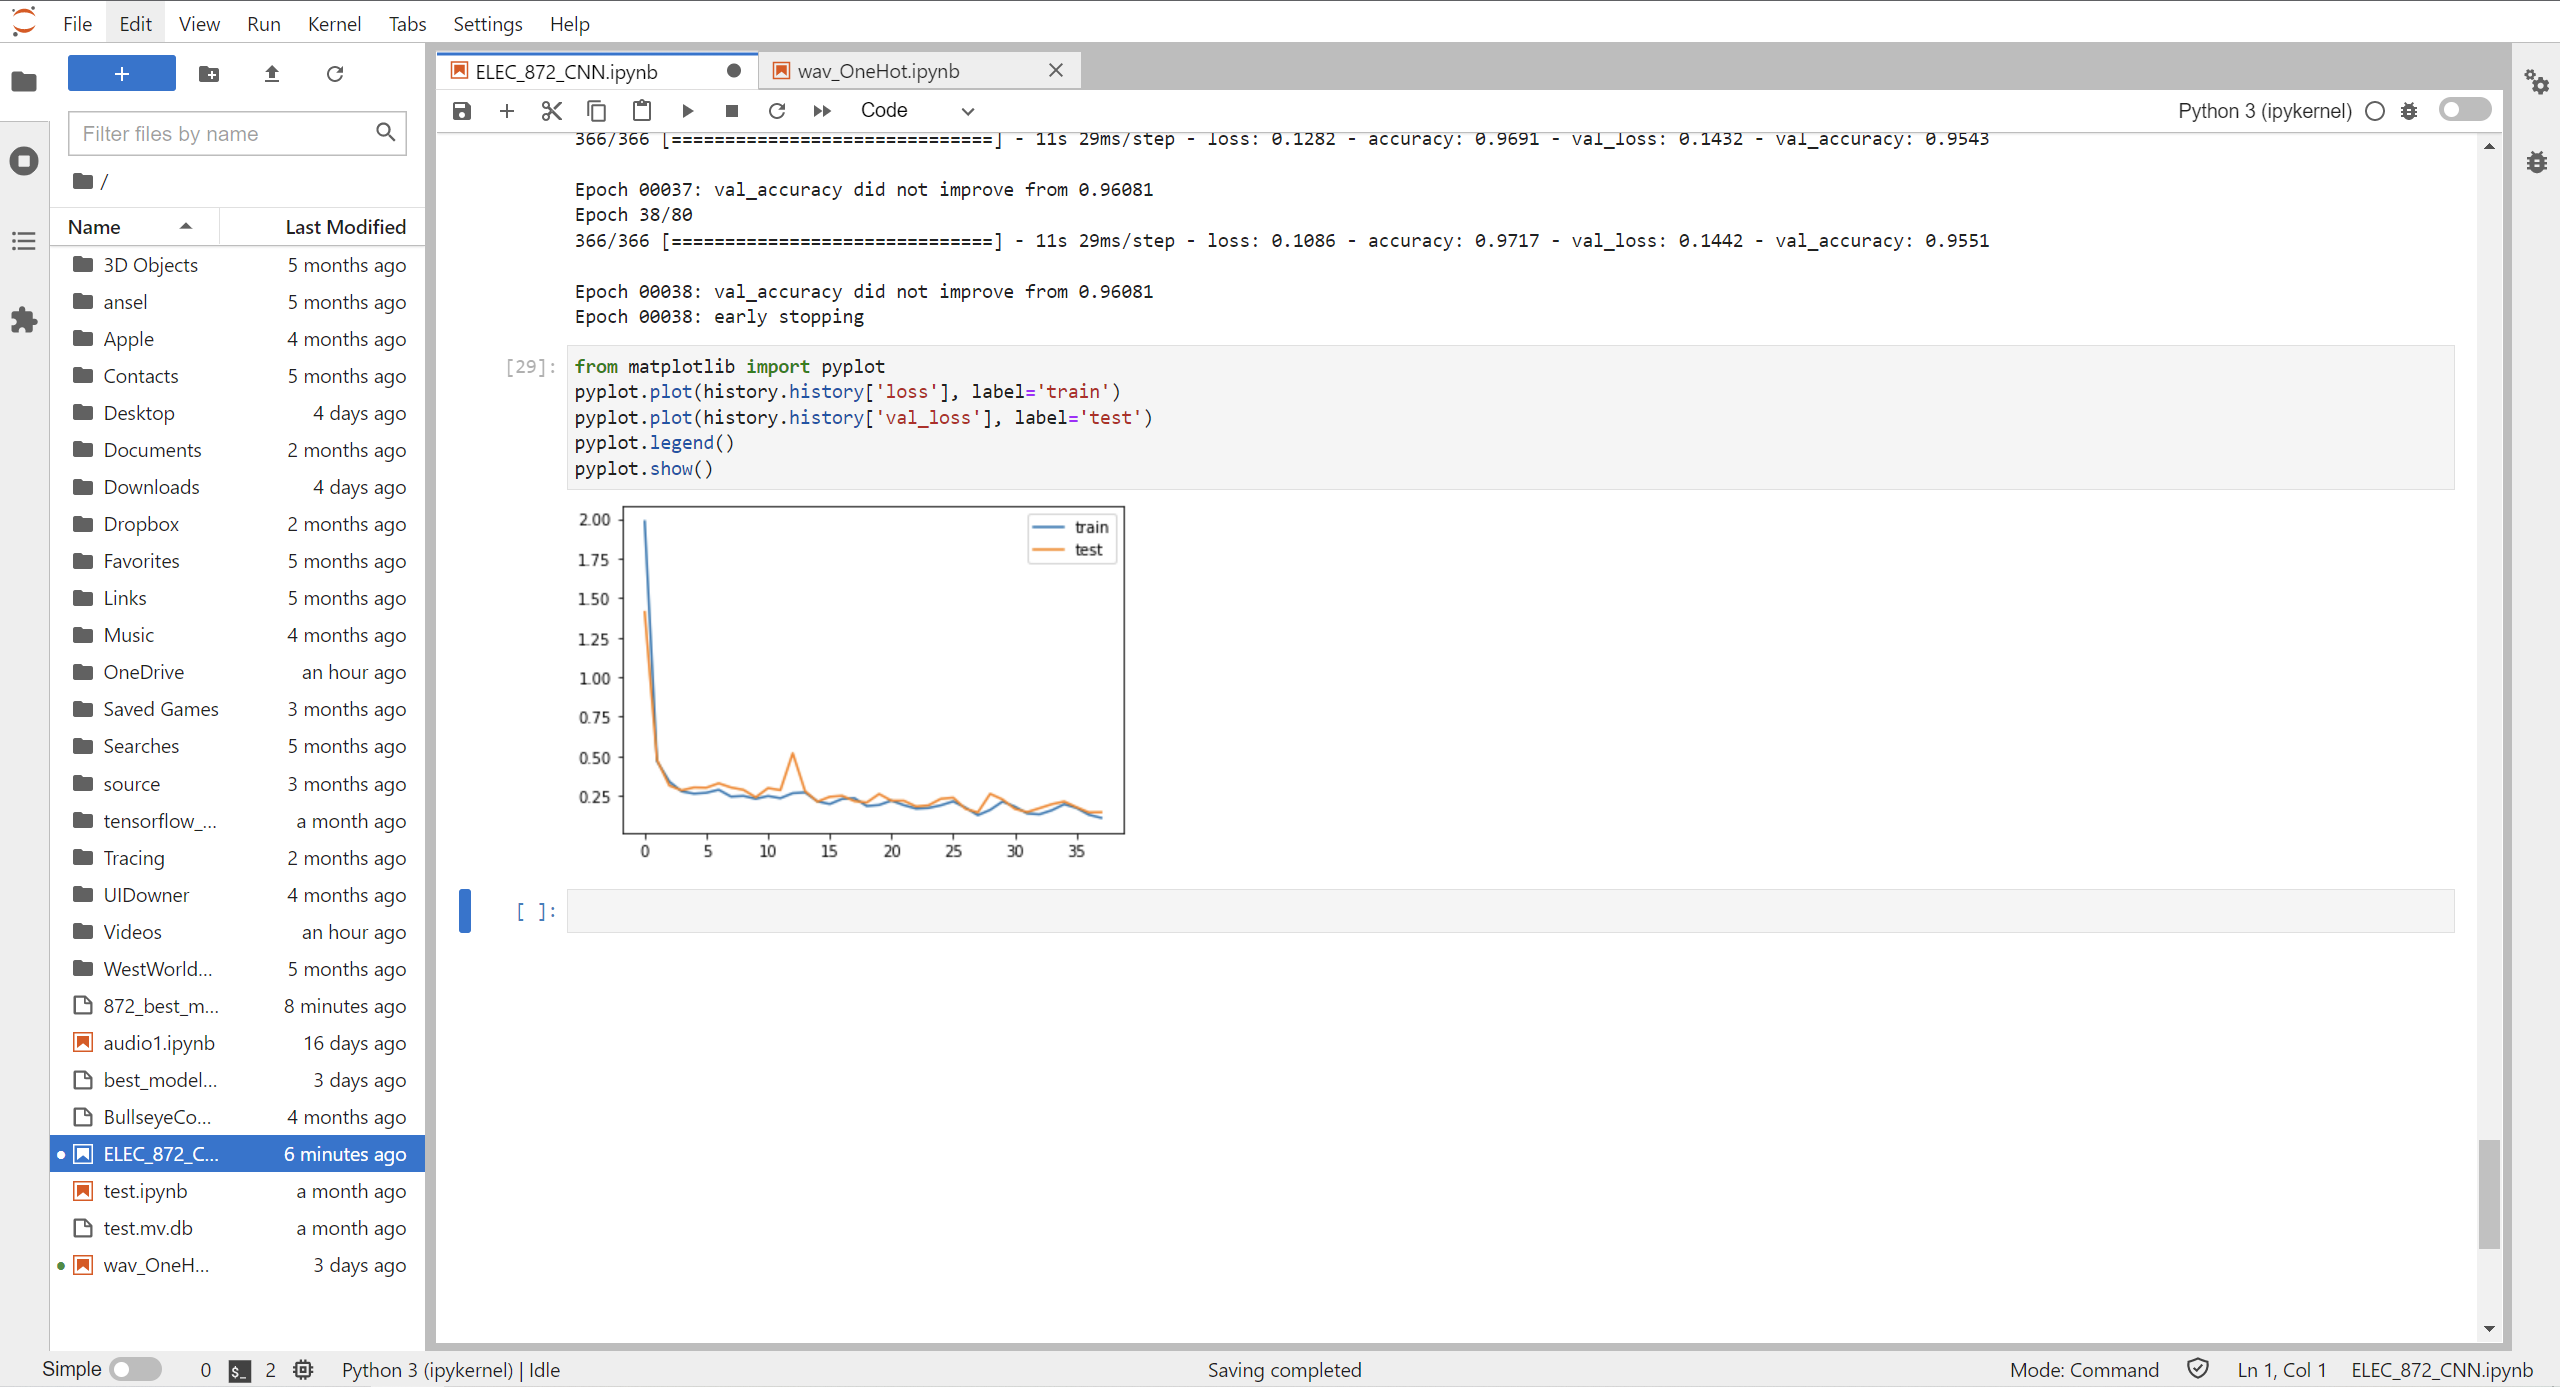 File Edit View Run Kernel Tabs Settings Help
Filter files by name
/
Name Last Modified
3D Objects 5 months ago
ansel 5 months ago
Apple 4 months ago
Contacts 5 months ago
Desktop 4 days ago
Documents 2 months ago
Downloads 4 days ago
Dropbox 2 months ago
Favorites 5 months ago
Links 5 months ago
Music 4 months ago
OneDrive an hour ago
Saved Games 3 months ago
Searches 5 months ago
source 3 months ago
tensorflow_... a month ago
Tracing 2 months ago
UIDowner 4 months ago
Videos an hour ago
WestWorld... 5 months ago
872_best_m... 8 minutes ago
audio1.ipynb 16 days ago
best_model... 3 days ago
BullseyeCo... 4 months ago
ELEC_872_C... 6 minutes ago
test.ipynb a month ago
test.mv.db a month ago
wav_OneH... 3 days ago
ELEC_872_CNN.ipynb wav_OneHot.ipynb
Code Python 3 (ipykernel)
366/366 [==============================] - 11s 29ms/step - loss: 0.1282 - accuracy: 0.9691 - val_loss: 0.1432 - val_accuracy: 0.9543
Epoch 00037: val_accuracy did not improve from 0.96081
Epoch 38/80
366/366 [==============================] - 11s 29ms/step - loss: 0.1086 - accuracy: 0.9717 - val_loss: 0.1442 - val_accuracy: 0.9551
Epoch 00038: val_accuracy did not improve from 0.96081
Epoch 00038: early stopping
[29]: from matplotlib import pyplot
pyplot.plot(history.history['loss'], label='train')
pyplot.plot(history.history['val_loss'], label='test')
pyplot.legend()
pyplot.show()
train
test
2.00
1.75
1.50
1.25
1.00
0.75
0.50
0.25
0 5 10 15 20 25 30 35
[ ]:
Simple 0 $_ 2 Python 3 (ipykernel) | Idle Saving completed Mode: Command Ln 1, Col 1 ELEC_872_CNN.ipynb